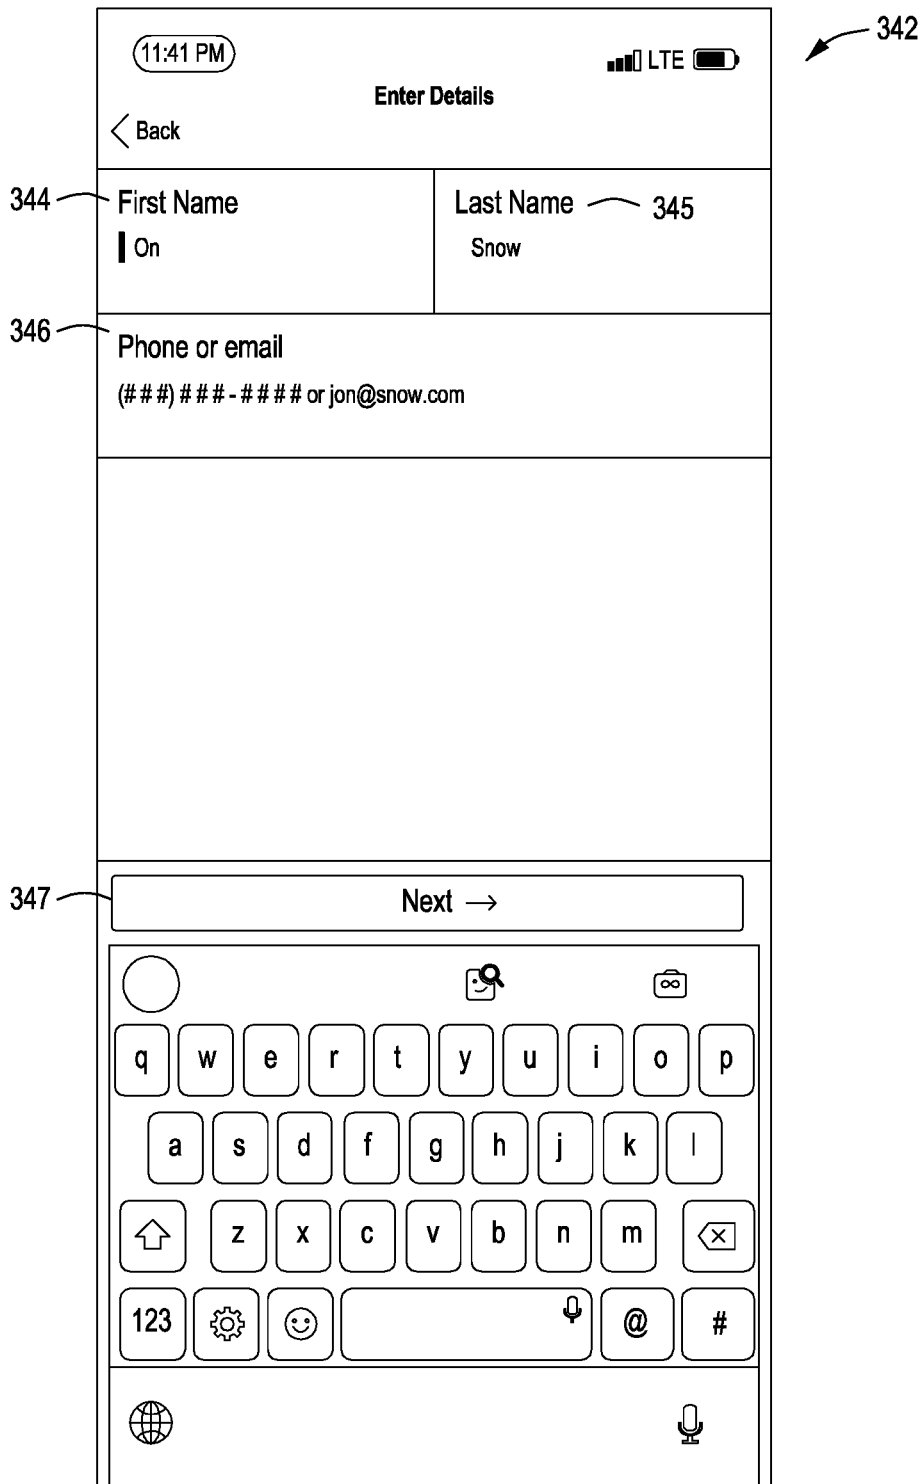 342
11:41 PM LTE
Enter Details
Back
344 First Name Last Name 345
On Snow
346
Phone or email
(###) ###-#### or jon@snow.com
347 Next →
q w e r t y u i o p
a s d f g h j k l
z x c v b n m
123 @ #